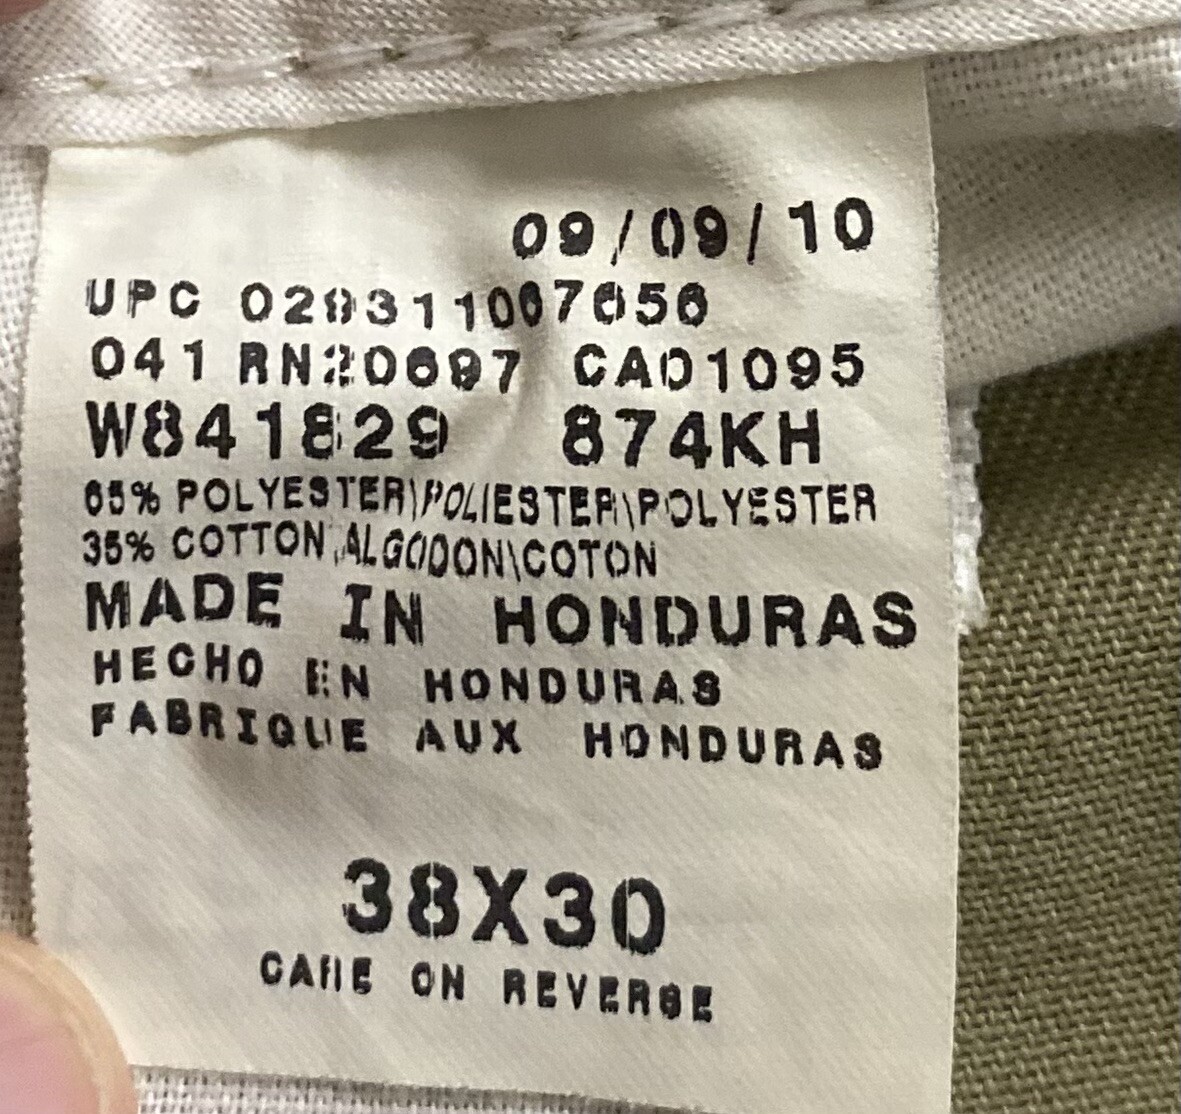 09/09/10
UPC 029311067656
041 RN20697 CA01095
W841829 874KH
65% POLYESTER\POLIESTER\POLYESTER
35% COTTON\ALGODON\COTON
MADE IN HONDURAS
HECHO EN HONDURAS
FABRIQUE AUX HONDURAS
38X30
CARE ON REVERSE